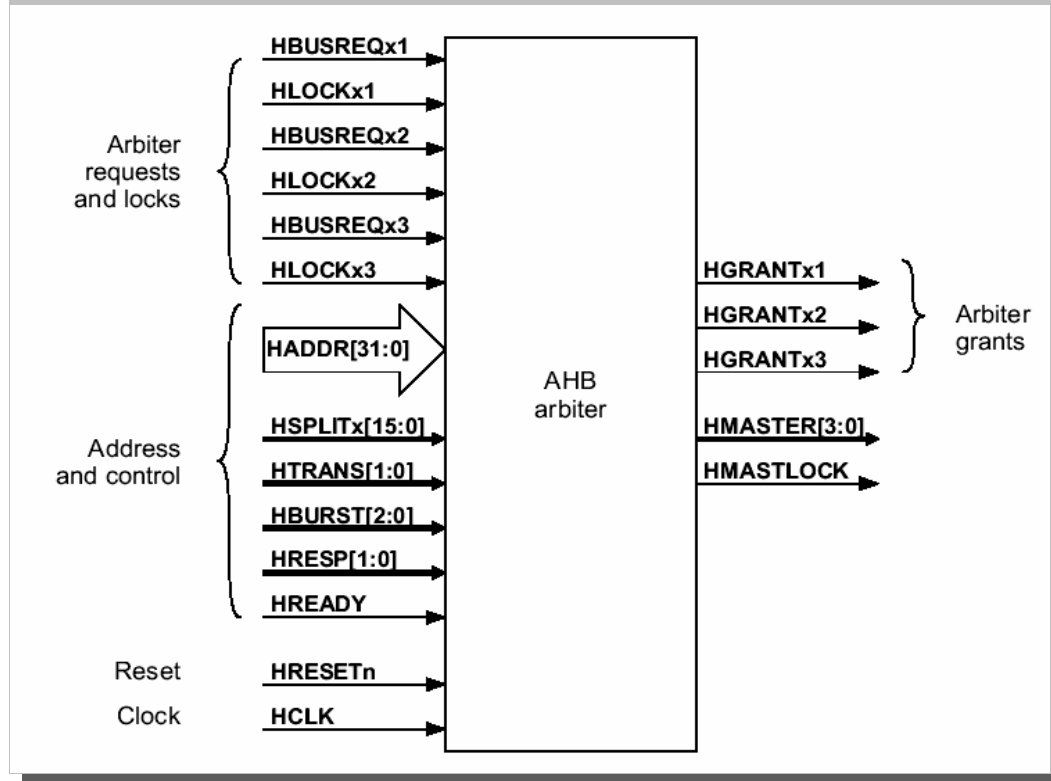 HBUSREQx1
HLOCKx1
HBUSREQx2
HLOCKx2
HBUSREQx3
HLOCKx3
Arbiter
requests
and locks
HADDR[31:0]
HSPLITx[15:0]
HTRANS[1:0]
HBURST[2:0]
HRESP[1:0]
HREADY
Address
and control
Reset
HRESETn
Clock
HCLK
AHB
arbiter
HGRANTx1
HGRANTx2
HGRANTx3
Arbiter
grants
HMASTER[3:0]
HMASTLOCK